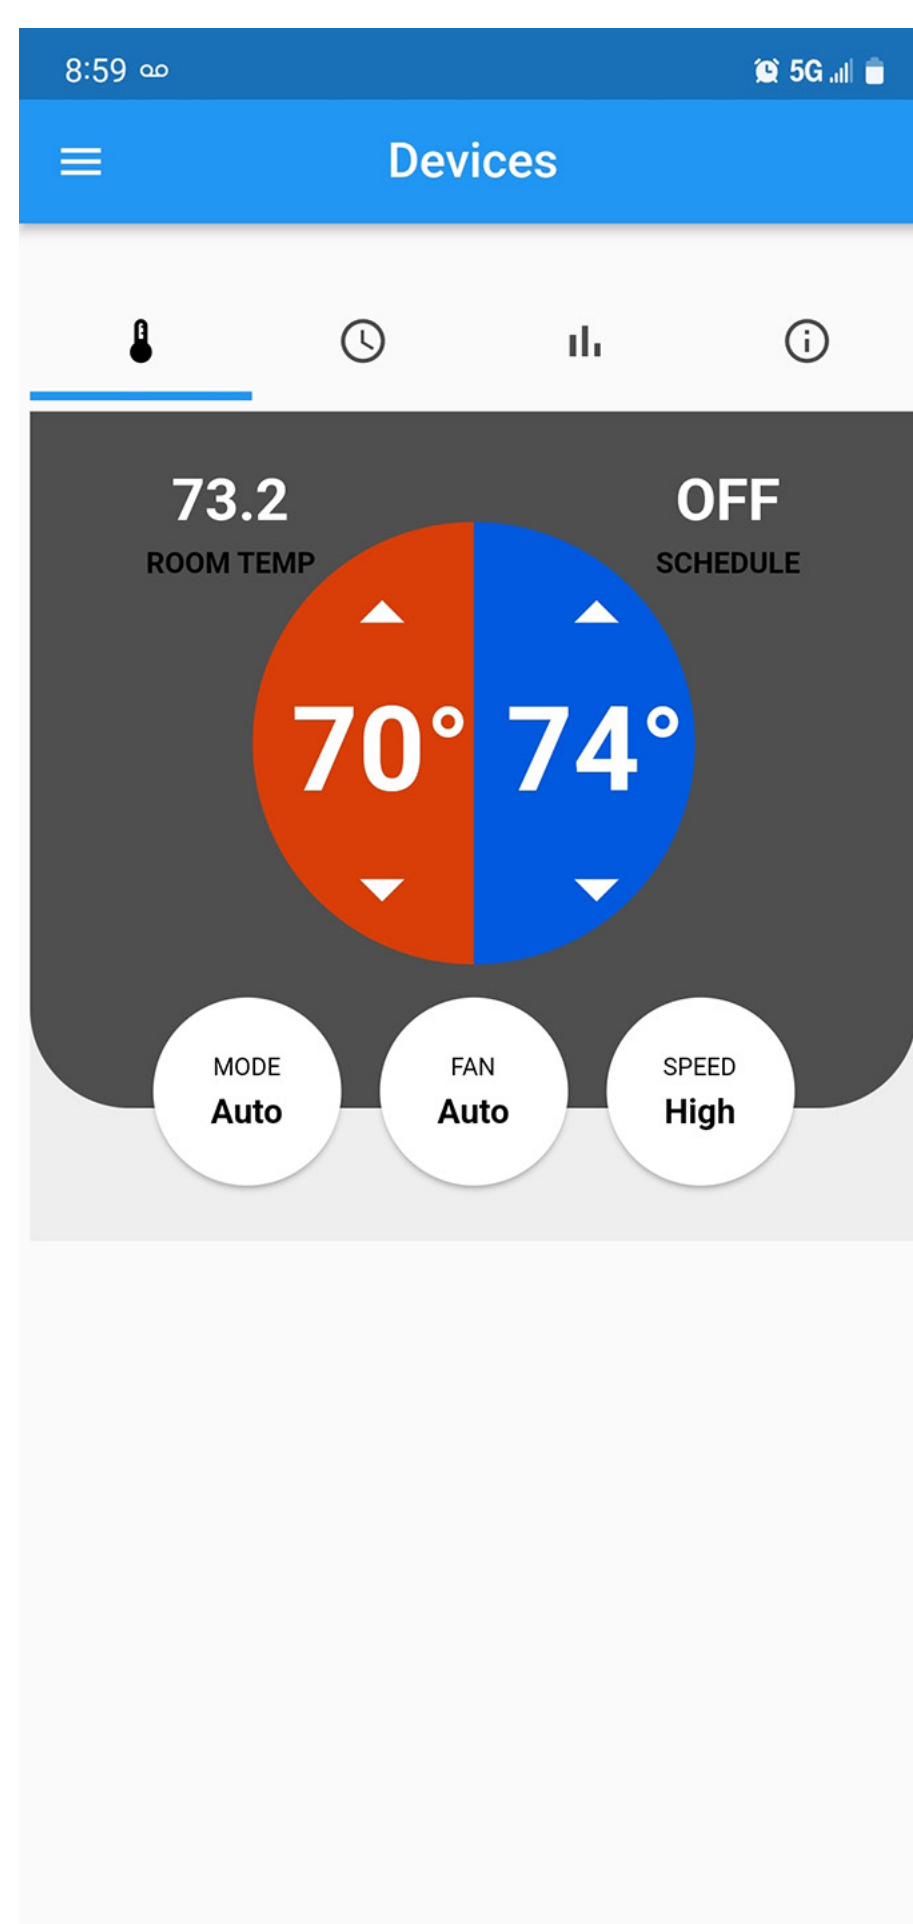 8:59
5G
Devices
73.2
OFF
ROOM TEMP
SCHEDULE
70° 74°
MODE
FAN
SPEED
Auto
Auto
High